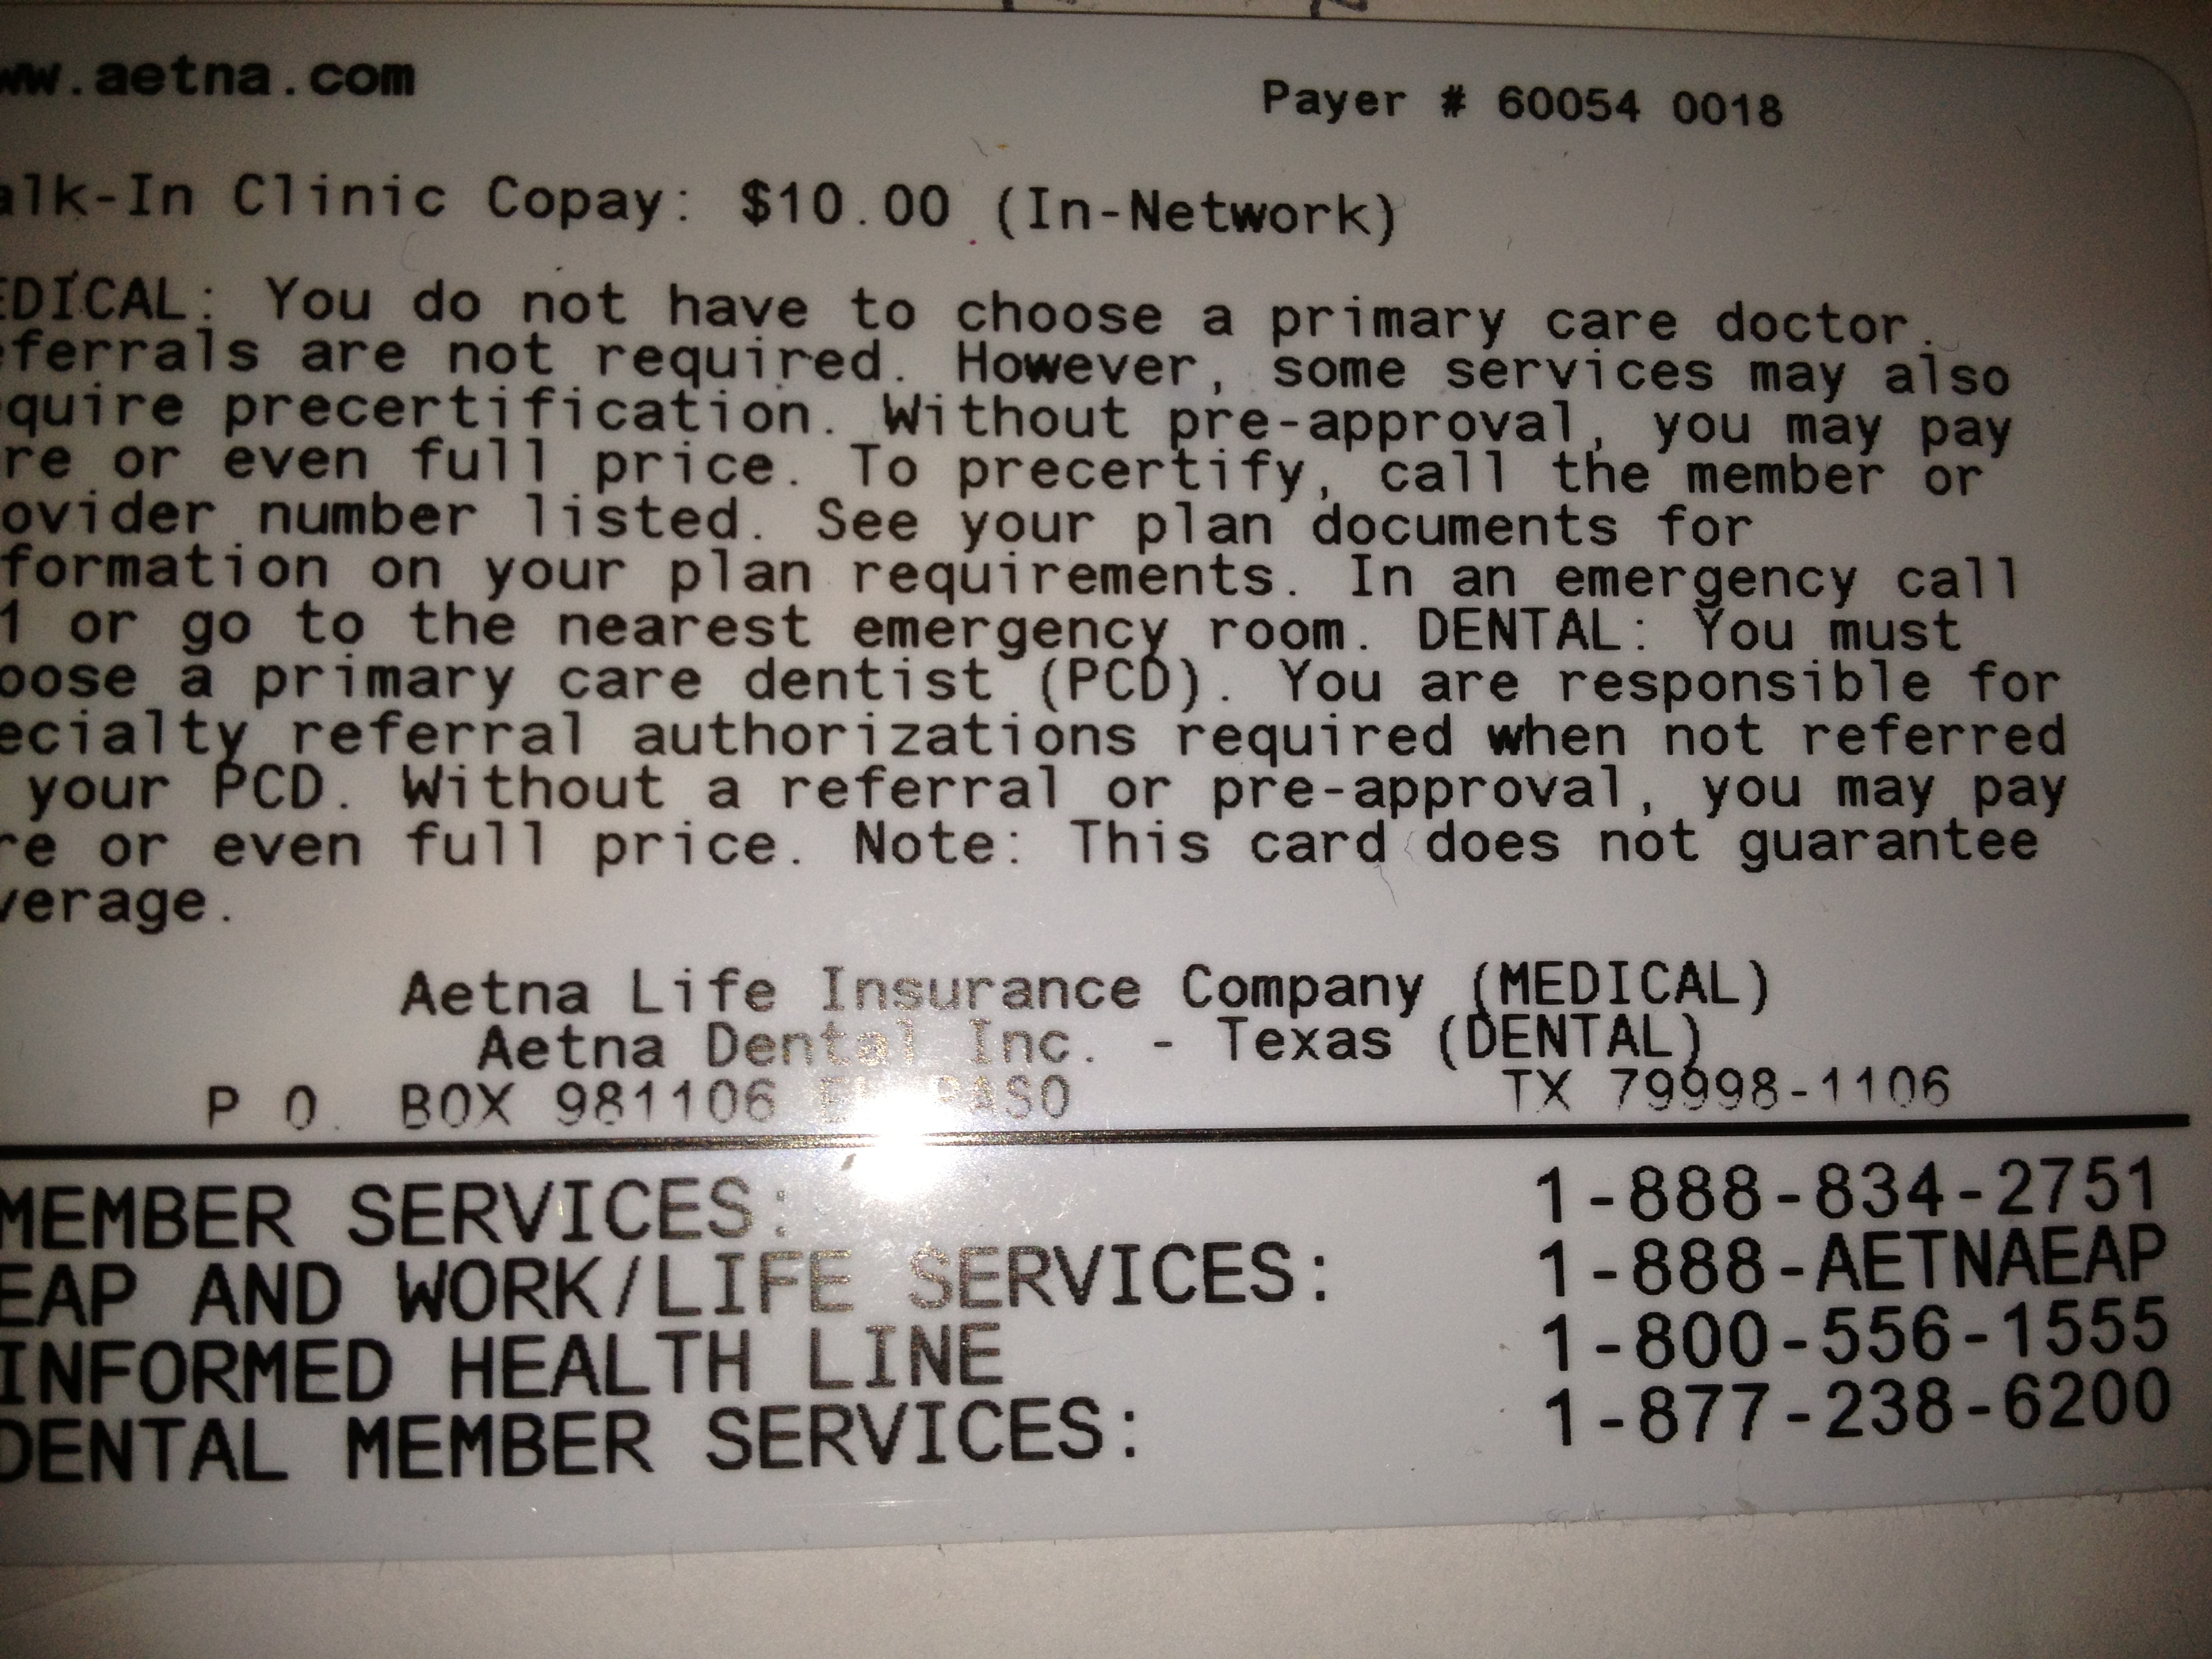 ww.aetna.com
Payer # 60054 0018
alk-In Clinic Copay: $10.00 (In-Network)
EDICAL: You do not have to choose a primary care doctor.
eferrals are not required. However, some services may also
quire precertification. Without pre-approval, you may pay
re or even full price. To precertify, call the member or
ovider number listed. See your plan documents for
formation on your plan requirements. In an emergency call
1 or go to the nearest emergency room. DENTAL: You must
oose a primary care dentist (PCD). You are responsible for
ecialty referral authorizations required when not referred
your PCD. Without a referral or pre-approval, you may pay
re or even full price. Note: This card does not guarantee
verage.
Aetna Life Insurance Company (MEDICAL)
Aetna Dental Inc. - Texas (DENTAL)
P O. BOX 981106 EL PASO TX 79998-1106
MEMBER SERVICES: 1-888-834-2751
EAP AND WORK/LIFE SERVICES: 1-888-AETNAEAP
INFORMED HEALTH LINE 1-800-556-1555
DENTAL MEMBER SERVICES: 1-877-238-6200